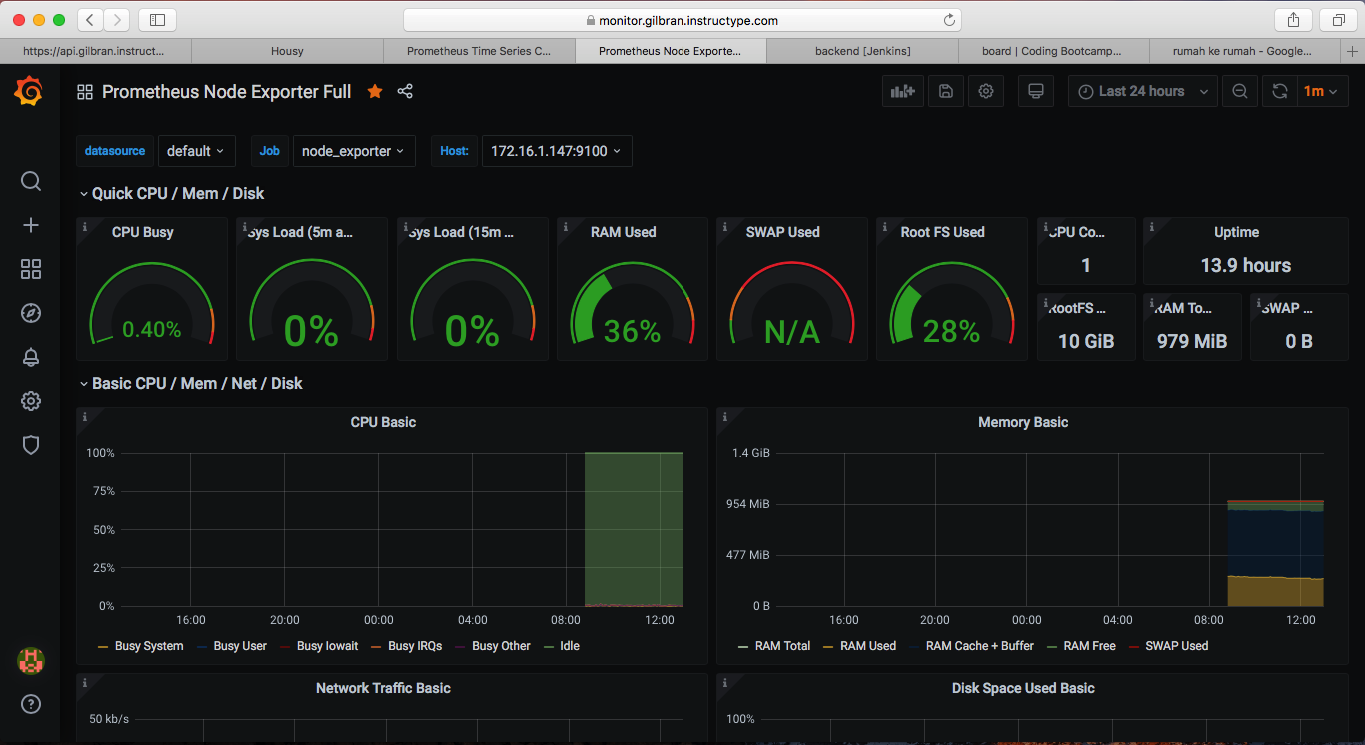 monitor.gilbran.instructype.com
https://api.gilbran.instruct...
Housy
Prometheus Time Series C...
Prometheus Noce Exporte...
backend [Jenkins]
board | Coding Bootcamp...
rumah ke rumah - Google...
Prometheus Node Exporter Full
Last 24 hours
1m
datasource
default
Job
node_exporter
Host:
172.16.1.147:9100
Quick CPU / Mem / Disk
CPU Busy
0.40%
Sys Load (5m a...
0%
Sys Load (15m ...
0%
RAM Used
36%
SWAP Used
N/A
Root FS Used
28%
CPU Co...
1
Uptime
13.9 hours
RootFS ...
10 GiB
RAM To...
979 MiB
SWAP ...
0 B
Basic CPU / Mem / Net / Disk
CPU Basic
100%
75%
50%
25%
0%
16:00 20:00 00:00 04:00 08:00 12:00
Busy System Busy User Busy Iowait Busy IRQs Busy Other Idle
Memory Basic
1.4 GiB
954 MiB
477 MiB
0 B
16:00 20:00 00:00 04:00 08:00 12:00
RAM Total RAM Used RAM Cache + Buffer RAM Free SWAP Used
Network Traffic Basic
50 kb/s
Disk Space Used Basic
100%